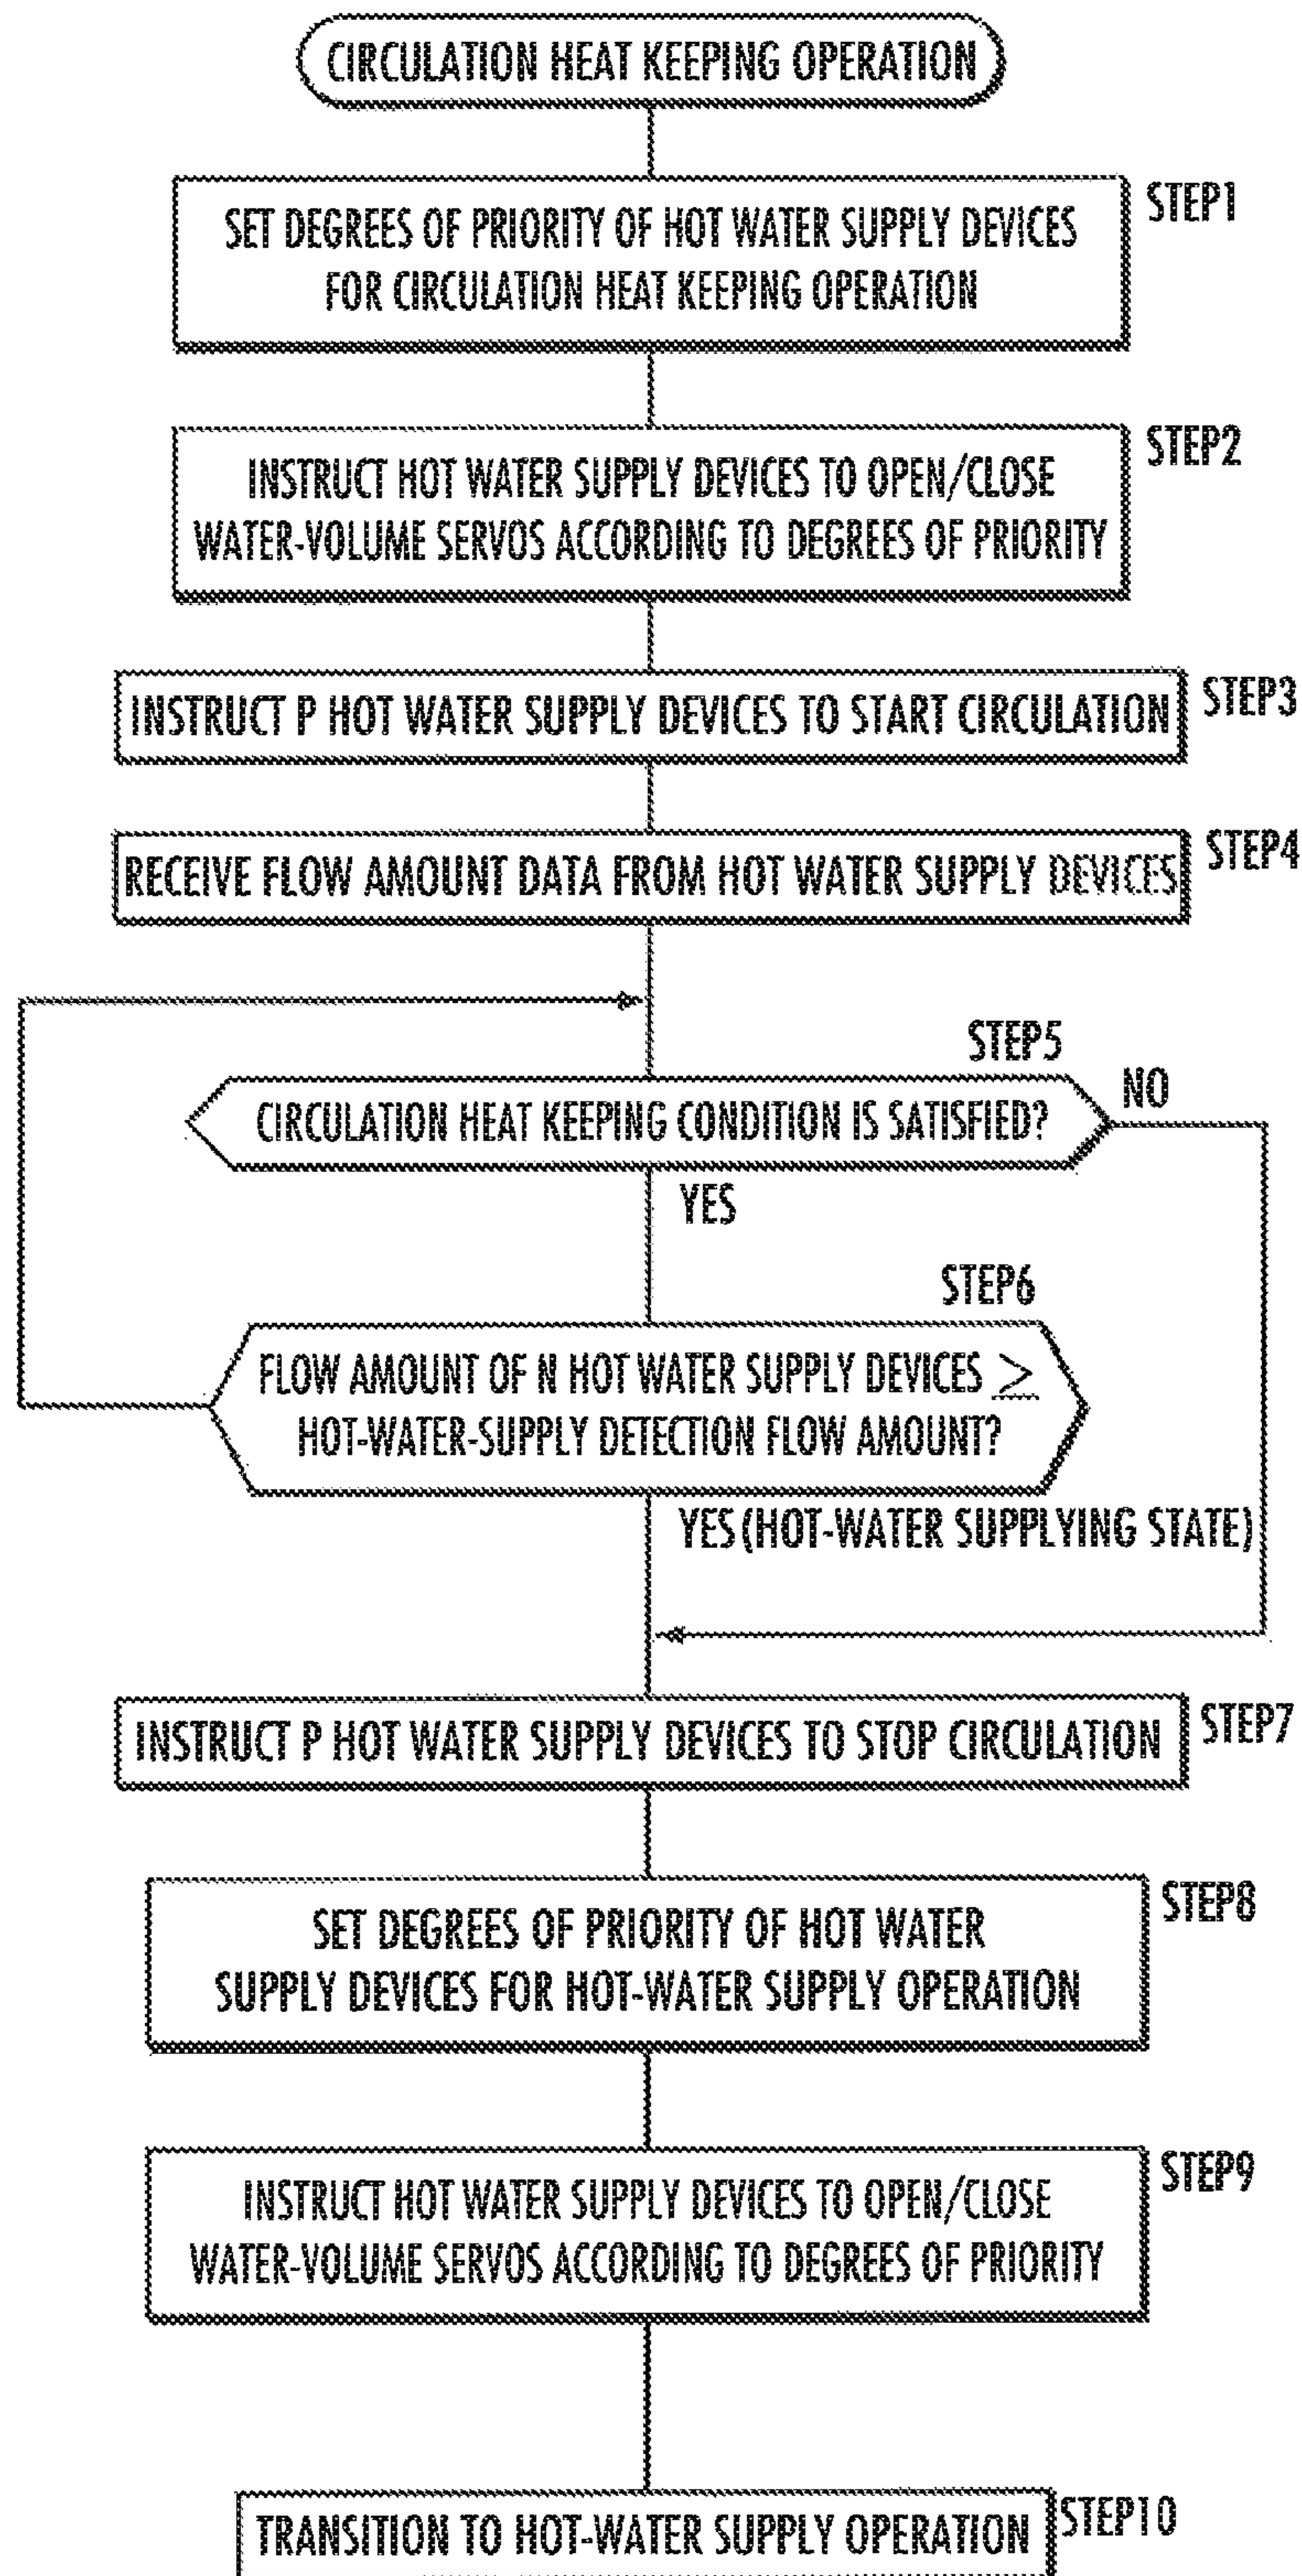 CIRCULATION HEAT KEEPING OPERATION
STEP1
SET DEGREES OF PRIORITY OF HOT WATER SUPPLY DEVICES
FOR CIRCULATION HEAT KEEPING OPERATION
STEP2
INSTRUCT HOT WATER SUPPLY DEVICES TO OPEN/CLOSE
WATER-VOLUME SERVOS ACCORDING TO DEGREES OF PRIORITY
STEP3
INSTRUCT P HOT WATER SUPPLY DEVICES TO START CIRCULATION
STEP4
RECEIVE FLOW AMOUNT DATA FROM HOT WATER SUPPLY DEVICES
STEP5
CIRCULATION HEAT KEEPING CONDITION IS SATISFIED?
NO
YES
STEP6
FLOW AMOUNT OF N HOT WATER SUPPLY DEVICES ≥
HOT-WATER-SUPPLY DETECTION FLOW AMOUNT?
YES(HOT-WATER SUPPLYING STATE)
STEP7
INSTRUCT P HOT WATER SUPPLY DEVICES TO STOP CIRCULATION
STEP8
SET DEGREES OF PRIORITY OF HOT WATER
SUPPLY DEVICES FOR HOT-WATER SUPPLY OPERATION
STEP9
INSTRUCT HOT WATER SUPPLY DEVICES TO OPEN/CLOSE
WATER-VOLUME SERVOS ACCORDING TO DEGREES OF PRIORITY
STEP10
TRANSITION TO HOT-WATER SUPPLY OPERATION